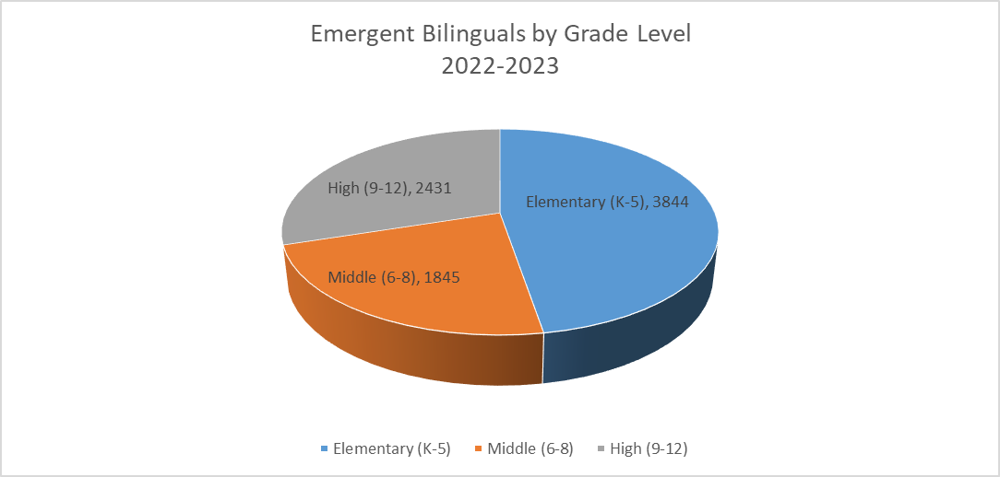 Emergent Bilinguals by Grade Level
2022-2023
High (9-12), 2431
Elementary (K-5), 3844
Middle (6-8), 1845
Elementary (K-5)
Middle (6-8)
High (9-12)